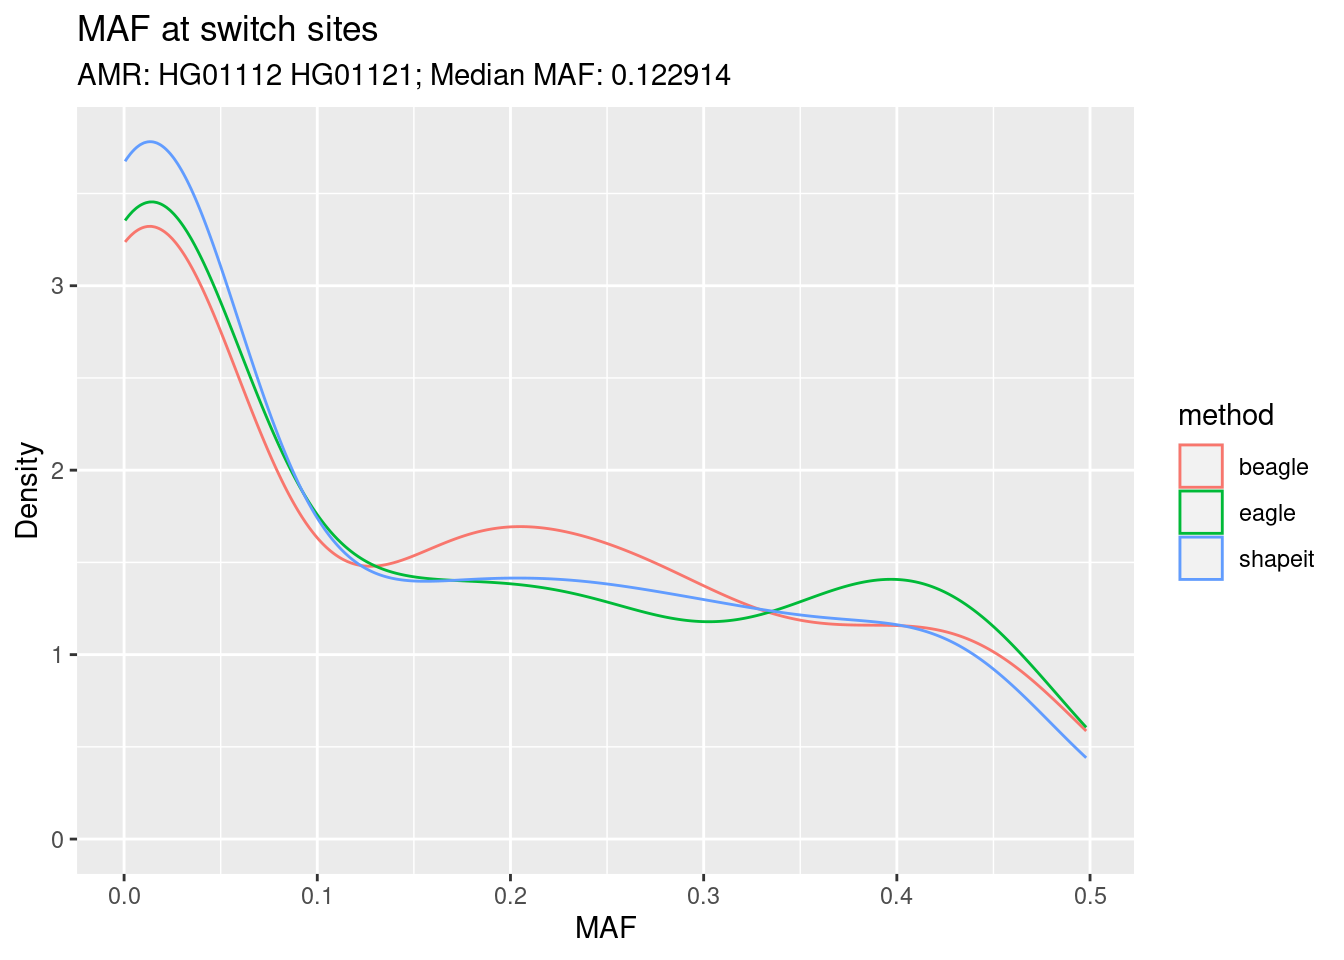 MAF at switch sites
AMR: HG01112 HG01121; Median MAF: 0.122914
Density
3
2
1
0
0.0 0.1 0.2 0.3 0.4 0.5
MAF
method
beagle
eagle
shapeit